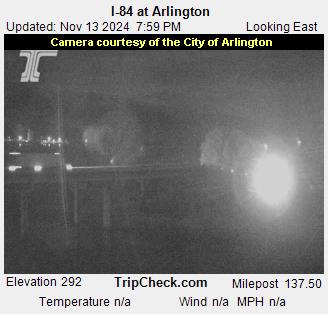 I-84 at Arlington
Updated: Nov 13 2024 7:59 PM Looking East
Camera courtesy of the City of Arlington
Elevation 292 TripCheck.com Milepost 137.50
Temperature n/a Wind n/a MPH n/a